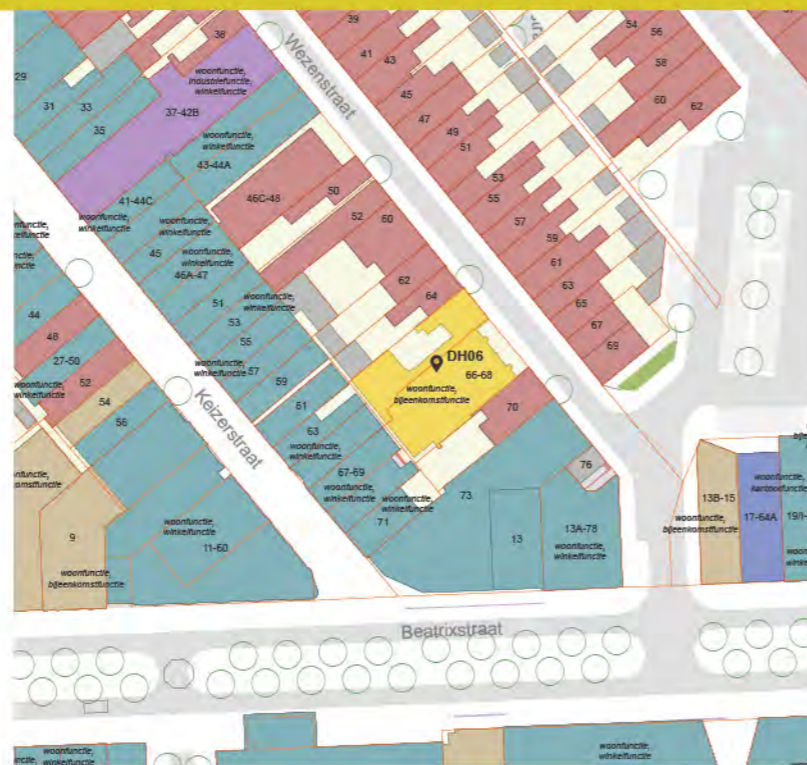 38
39
Wezenstraat
54
56
41
43
58
29
woonfunctie,
industriefunctie,
winkelfunctie
45
60
62
31
33
37-42B
47
35
woonfunctie,
winkelfunctie
49
51
43-44A
53
50
55
46C-48
52
60
57
41-44C
woonfunctie,
winkelfunctie
woonfunctie,
winkelfunctie
59
45
woonfunctie,
winkelfunctie
61
46A-47
62
63
64
65
51
woonfunctie,
winkelfunctie
67
44
53
69
48
55
DH06
27-50
woonfunctie,
winkelfunctie
57
66-68
52
59
woonfunctie,
bijeenkomstfunctie
54
61
70
56
Keizerstraat
63
woonfunctie,
winkelfunctie
76
67-69
woonfunctie,
winkelfunctie
73
woonfunctie,
winkelfunctie
13B-15
woonfunctie,
kantoorfunctie
17-64A
71
woonfunctie,
bijeenkomstfunctie
woonfunctie,
winkelfunctie
11-60
9
13
13A-78
woonfunctie,
winkelfunctie
woonfunctie,
bijeenkomstfunctie
Beatrixstraat
woonfunctie,
winkelfunctie
woonfunctie,
winkelfunctie